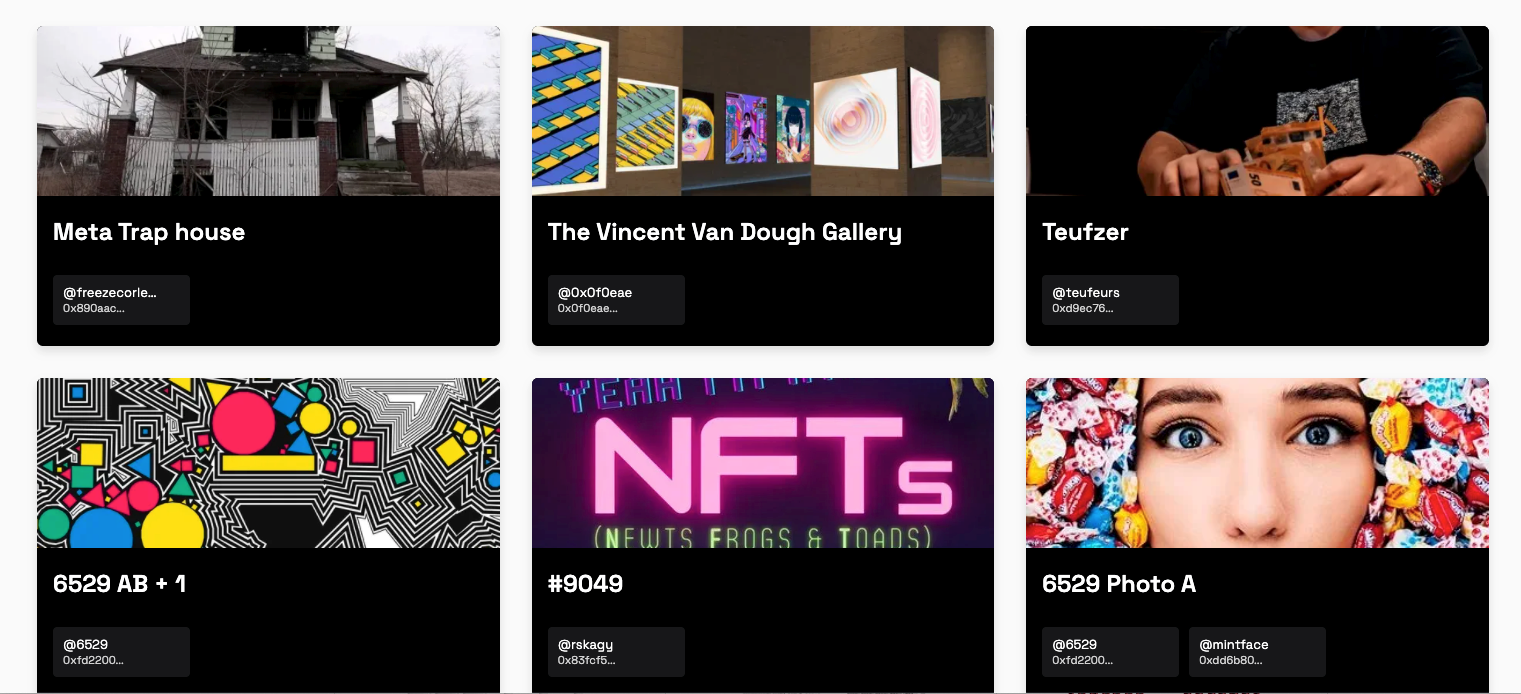 Meta Trap house
@freezecorle...
0x890aac...
The Vincent Van Dough Gallery
@0x0f0eae
0x0f0eae...
50
Teufzer
@teufeurs
0xd9ec76...
6529 AB + 1
@6529
0xfd2200...
YEAH
NFTs
(NEWTS FROGS & TOADS)
#9049
@rskagy
0x83fcf5...
6529 Photo A
@6529
0xfd2200...
@mintface
0xdd6b80...